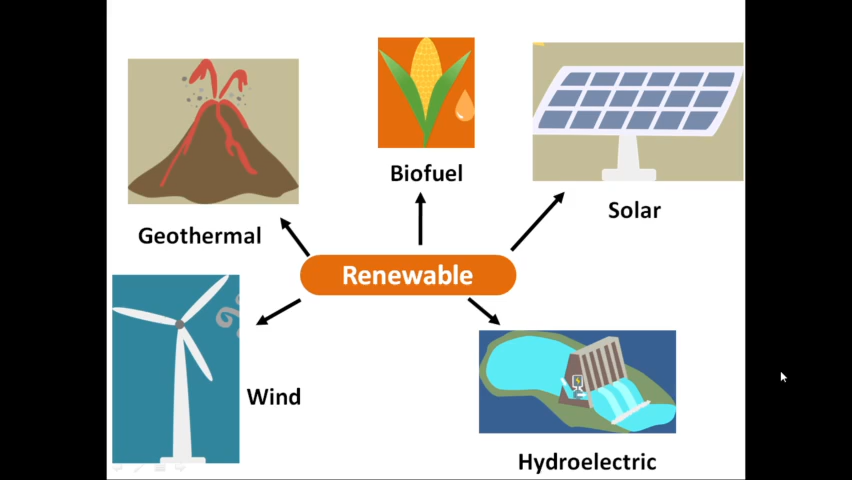 Biofuel
Solar
Geothermal
Renewable
Wind
Hydroelectric